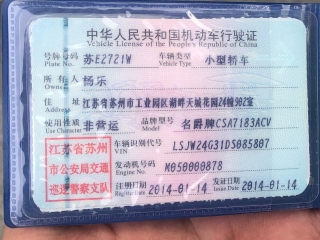 中华人民共和国机动车行驶证
Vehicle License of the People's Republic of China
号牌号码 苏E2721W 车辆类型 小型轿车
Plate No. Vehicle Type
所有人 杨乐
Owner
住址 江苏省苏州市工业园区湖畔天城花园24幢902室
Address
使用性质 非营运 品牌型号 名爵牌CSA7183ACV
Use Character Model
江苏省苏州市公安局交通巡逻警察支队
车辆识别代号 LSJW24G31DS085807
VIN
发动机号码 K050000878
Engine No.
注册日期 2014-01-14 发证日期 2014-01-14
Register Date Issue Date